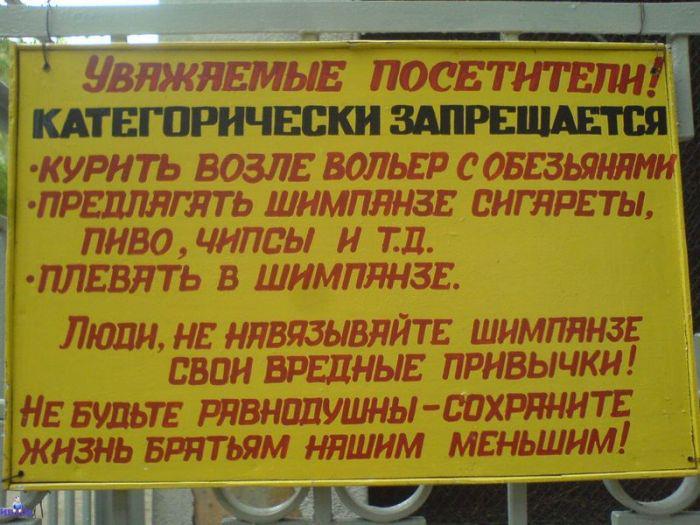 Уважаемые посетители!
КАТЕГОРИЧЕСКИ ЗАПРЕЩАЕТСЯ
·КУРИТЬ ВОЗЛЕ ВОЛЬЕР С ОБЕЗЬЯНАМИ
·ПРЕДЛАГАТЬ ШИМПАНЗЕ СИГАРЕТЫ,
ПИВО, ЧИПСЫ И Т.Д.
·ПЛЕВАТЬ В ШИМПАНЗЕ.
Люди, НЕ НАВЯЗЫВАЙТЕ ШИМПАНЗЕ
СВОИ ВРЕДНЫЕ ПРИВЫЧКИ!
НЕ БУДЬТЕ РАВНОДУШНЫ – СОХРАНИТЕ
ЖИЗНЬ БРАТЬЯМ НАШИМ МЕНЬШИМ!